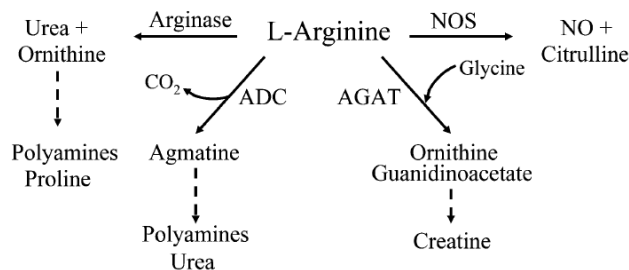 Urea +
Ornithine
Arginase
L-Arginine
NOS
NO +
Citrulline
CO₂
ADC
AGAT
Glycine
Polyamines
Proline
Agmatine
Ornithine
Guanidinoacetate
Polyamines
Urea
Creatine